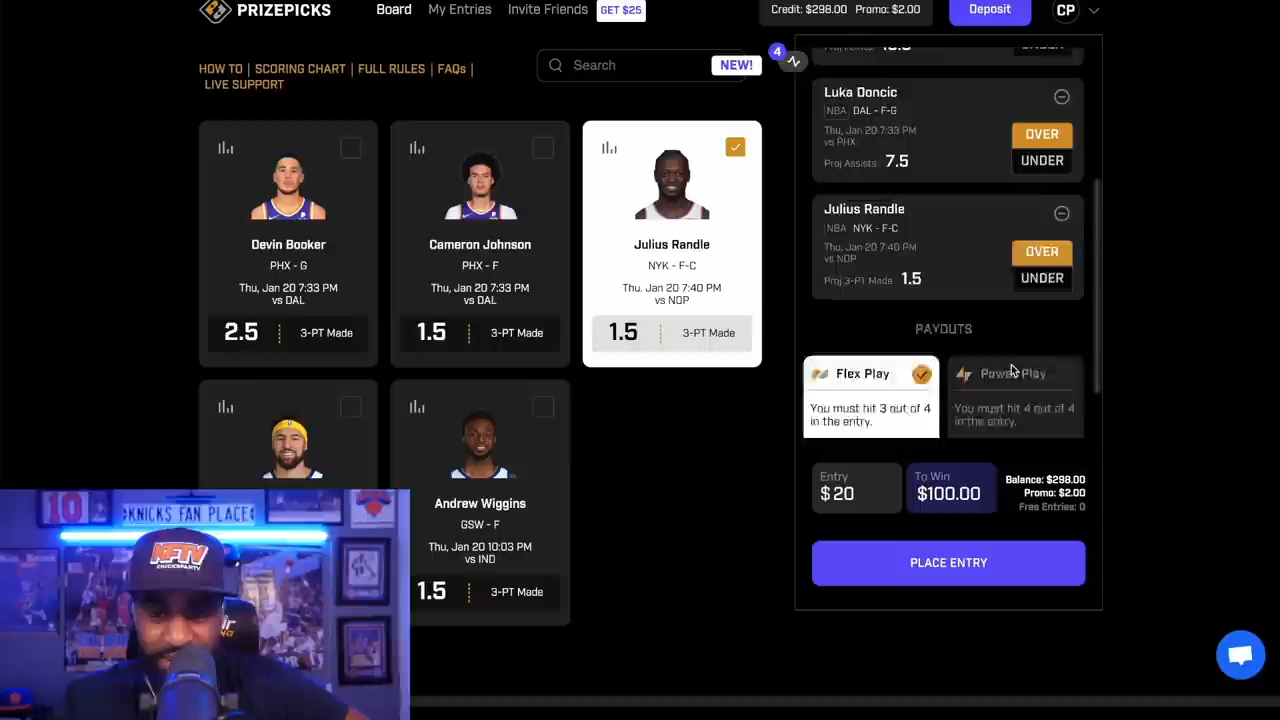 PRIZEPICKS
Board
My Entries
Invite Friends
GET $25
Credit: $298.00 Promo: $2.00
Deposit
CP
HOW TO | SCORING CHART | FULL RULES | FAQs |
LIVE SUPPORT
Search
NEW!
4
Devin Booker
PHX - G
Thu, Jan 20 7:33 PM
vs DAL
2.5
3-PT Made
Cameron Johnson
PHX - F
Thu, Jan 20 7:33 PM
vs DAL
1.5
3-PT Made
Julius Randle
NYK - F-C
Thu, Jan 20 7:40 PM
vs NOP
1.5
3-PT Made
Andrew Wiggins
GSW - F
Thu, Jan 20 10:03 PM
vs IND
1.5
3-PT Made
Luka Doncic
NBA DAL - F-G
Thu, Jan 20 7:33 PM
vs PHX
Proj Assists 7.5
OVER
UNDER
Julius Randle
NBA NYK - F-C
Thu, Jan 20 7:40 PM
vs NOP
Proj 3-PT Made 1.5
OVER
UNDER
PAYOUTS
Flex Play
You must hit 3 out of 4
in the entry.
Power Play
You must hit 4 out of 4
in the entry.
Entry
$ 20
To Win
$100.00
Balance: $298.00
Promo: $2.00
Free Entries: 0
PLACE ENTRY
10
KNICKS FAN PLACE
KFTV